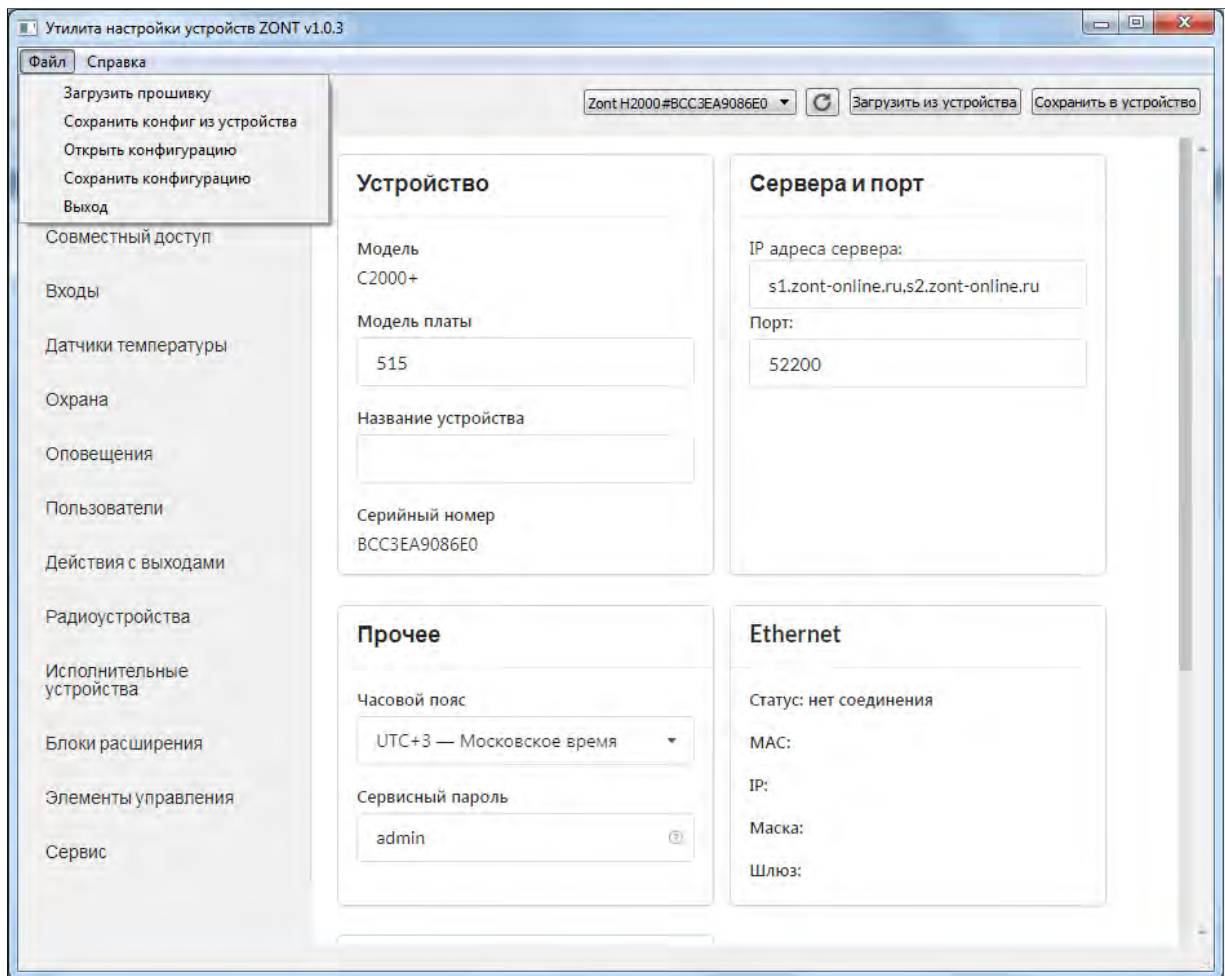 Утилита настройки устройств ZONT v1.0.3
Файл Справка
Загрузить прошивку
Сохранить конфиг из устройства
Открыть конфигурацию
Сохранить конфигурацию
Выход
Zont H2000#BCC3EA9086E0 Загрузить из устройства Сохранить в устройство
Совместный доступ
Входы
Датчики температуры
Охрана
Оповещения
Пользователи
Действия с выходами
Радиоустройства
Исполнительные
устройства
Блоки расширения
Элементы управления
Сервис
Устройство
Модель
C2000+
Модель платы
515
Название устройства
Серийный номер
BCC3EA9086E0
Сервера и порт
IP адреса сервера:
s1.zont-online.ru,s2.zont-online.ru
Порт:
52200
Прочее
Часовой пояс
UTC+3 — Московское время
Сервисный пароль
admin
Ethernet
Статус: нет соединения
MAC:
IP:
Маска:
Шлюз: